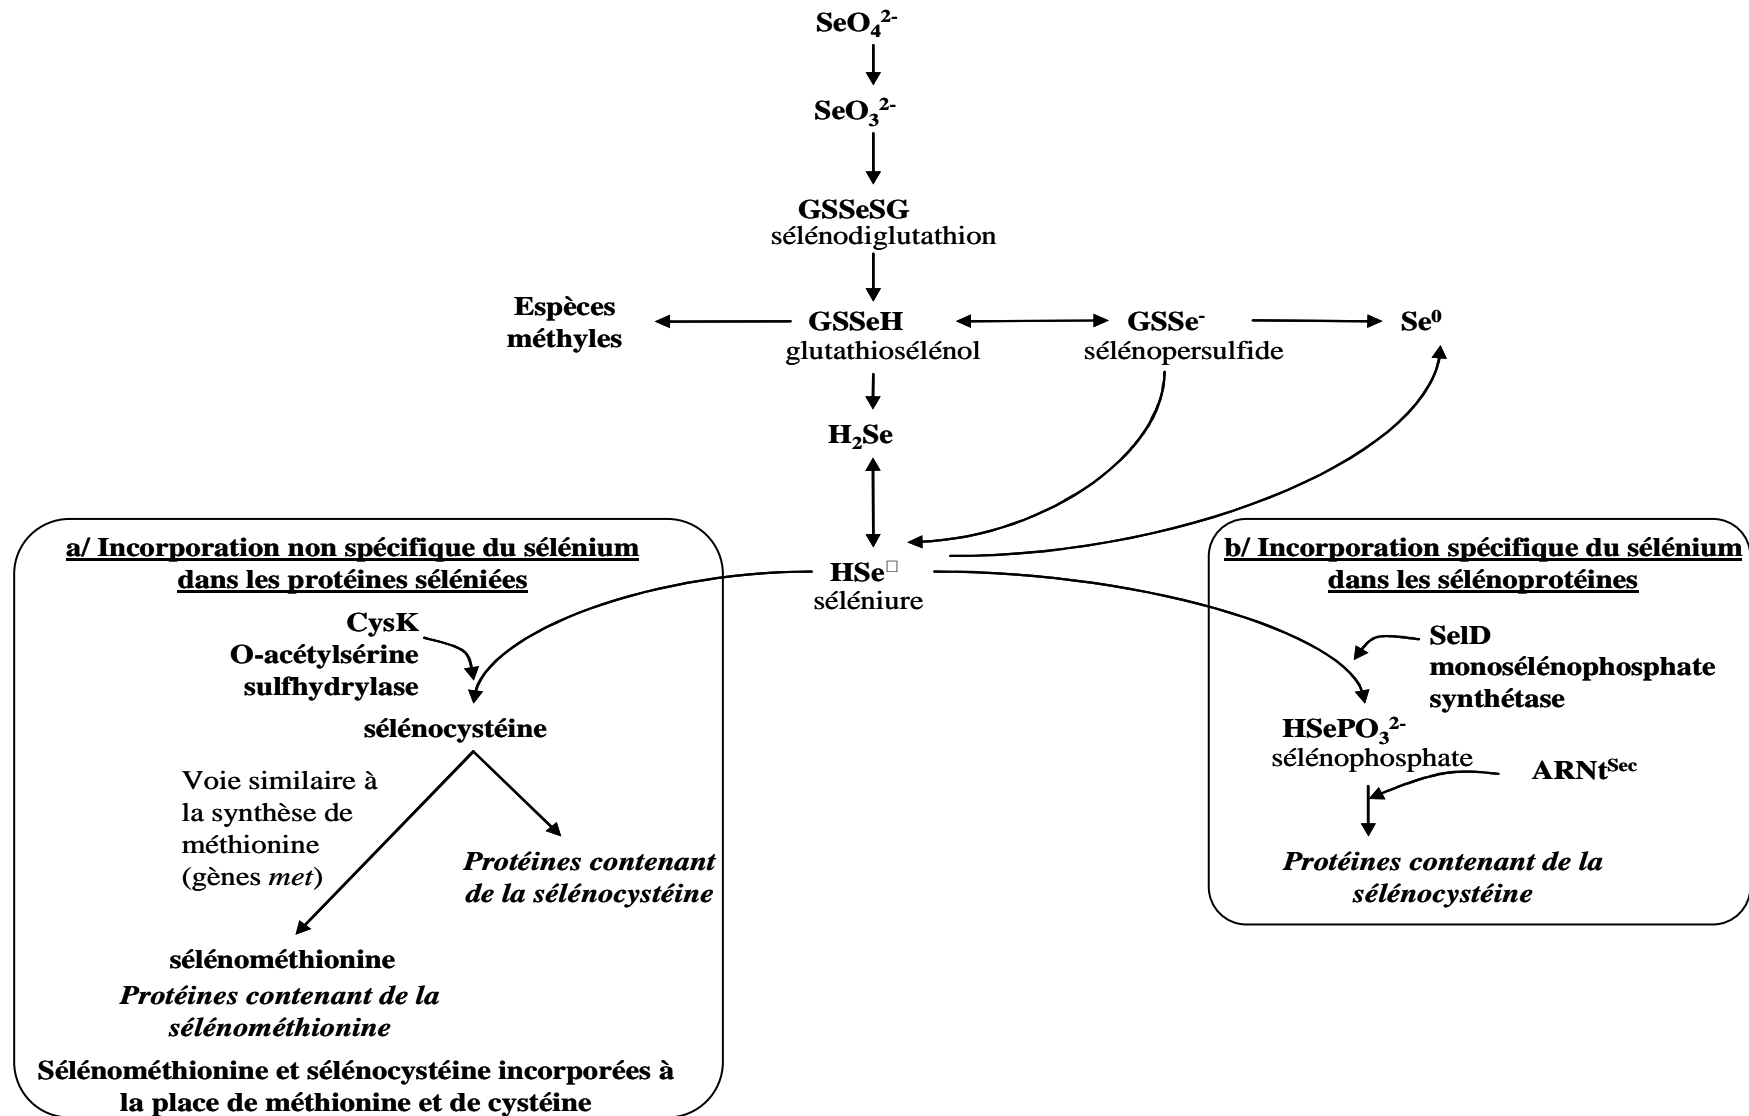 SeO₄²⁻
SeO₃²⁻
GSSeSG
sélénodiglutathion
Espèces
méthyles
GSSeH
glutathiosélénol
GSSe⁻
sélénopersulfide
Se⁰
H₂Se
HSe□
séléniure
a/ Incorporation non spécifique du sélénium
dans les protéines séléniées
CysK
O-acétylsérine
sulfhydrylase
sélénocystéine
Voie similaire à
la synthèse de
méthionine
(gènes met)
Protéines contenant
de la sélénocystéine
sélénométhionine
Protéines contenant de la
sélénométhionine
Sélénométhionine et sélénocystéine incorporées à
la place de méthionine et de cystéine
b/ Incorporation spécifique du sélénium
dans les sélénoprotéines
SelD
monosélénophosphate
synthétase
HSePO₃²⁻
sélénophosphate
ARNtSec
Protéines contenant de la
sélénocystéine